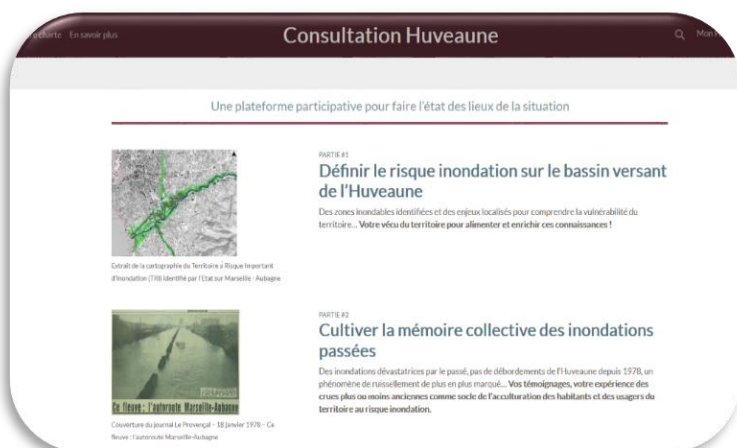 En savoir plus
Consultation Huveaune
Mon
Une plateforme participative pour faire l'état des lieux de la situation
PARTIE #1
Définir le risque inondation sur le bassin versant
de l'Huveaune
Des zones inondables identifiées et des enjeux localisés pour comprendre la vulnérabilité du
territoire... Votre vécu du territoire pour alimenter et enrichir ces connaissances !
Extrait de la cartographie du Territoire à Risque Important
d'Inondation (TRI) identifié par l'Etat sur Marseille - Aubagne
PARTIE #2
Cultiver la mémoire collective des inondations
passées
Des inondations dévastatrices par le passé, pas de débordements de l'Huveaune depuis 1978, un
phénomène de ruissellement de plus en plus marqué... Vos témoignages, votre expérience des
crues plus ou moins anciennes comme socle de l'acculturation des habitants et des usagers du
territoire au risque inondation.
Ce fleuve : l'autoroute Marseille-Aubagne
Couverture du journal Le Provençal - 18 janvier 1978 - Ce
fleuve : l'autoroute Marseille-Aubagne